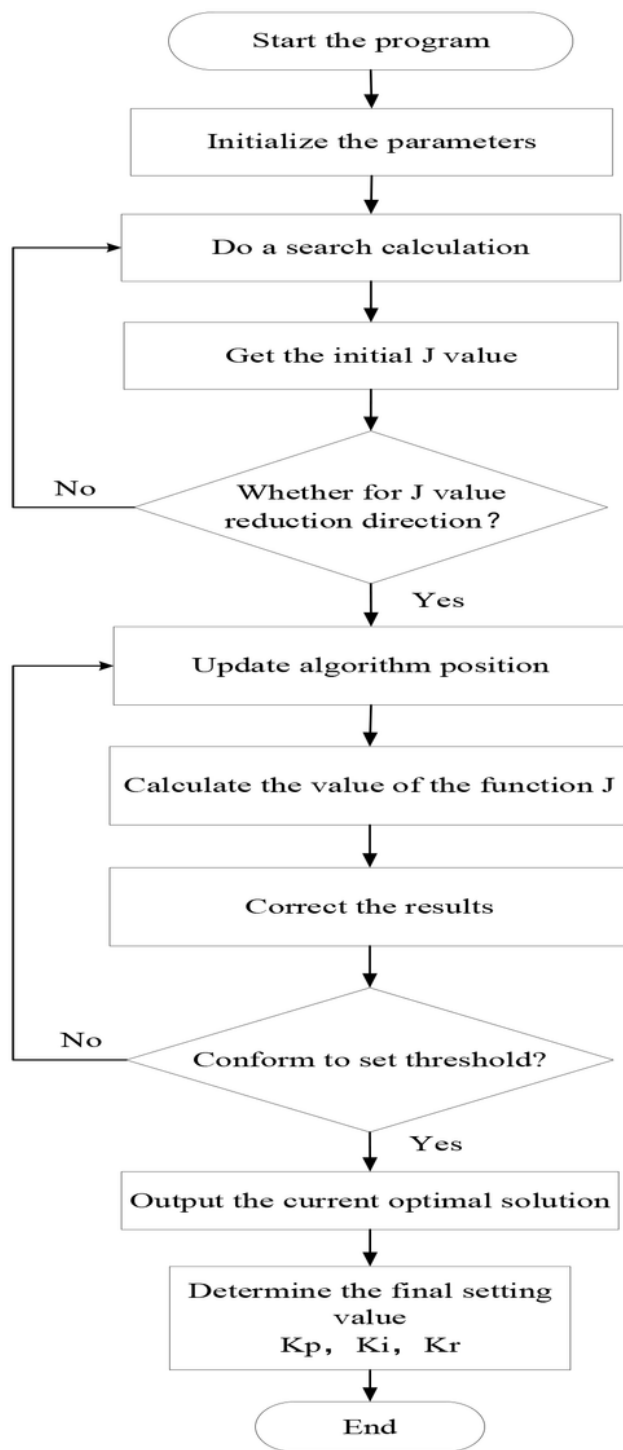 Start the program
Initialize the parameters
Do a search calculation
Get the initial J value
No
Whether for J value
reduction direction?
Yes
Update algorithm position
Calculate the value of the function J
Correct the results
No
Conform to set threshold?
Yes
Output the current optimal solution
Determine the final setting
value
Kp, Ki, Kr
End